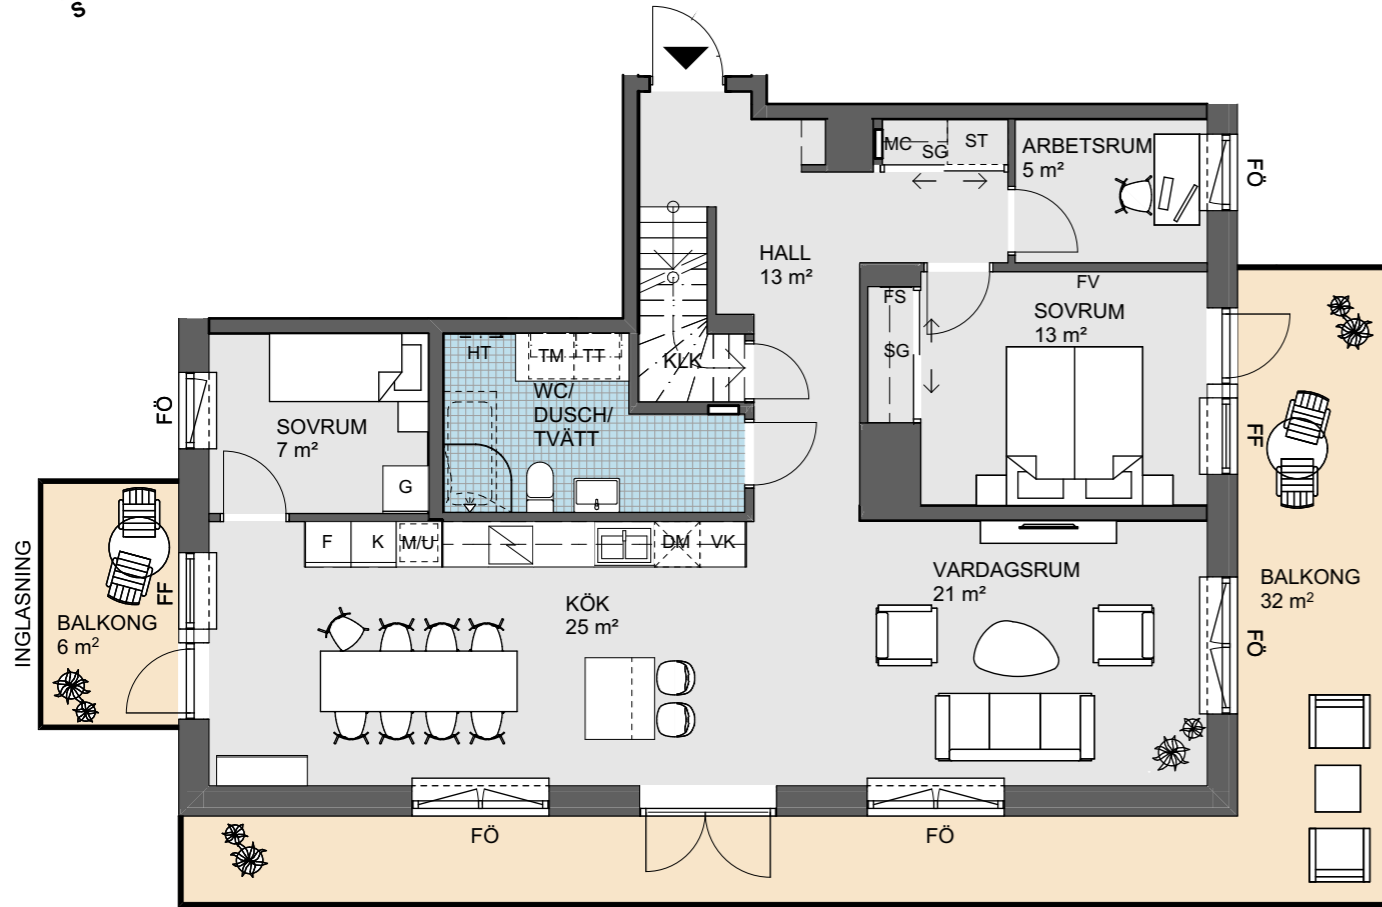 S
MC
SG
ST
ARBETSRUM
5 m²
FÖ
HALL
13 m²
FV
FS
SOVRUM
13 m²
SG
HT
TM
TT
KLK
WC/
DUSCH/
TVÄTT
FÖ
SOVRUM
7 m²
G
FF
INGLASNING
BALKONG
6 m²
FF
F
K
M/U
DM
VK
KÖK
25 m²
VARDAGSRUM
21 m²
BALKONG
32 m²
FÖ
FÖ
FÖ